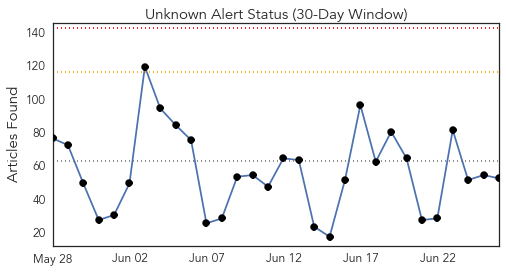 Unknown Alert Status (30-Day Window)
140
120
100
80
60
40
20
Articles Found
May 28
Jun 02
Jun 07
Jun 12
Jun 17
Jun 22